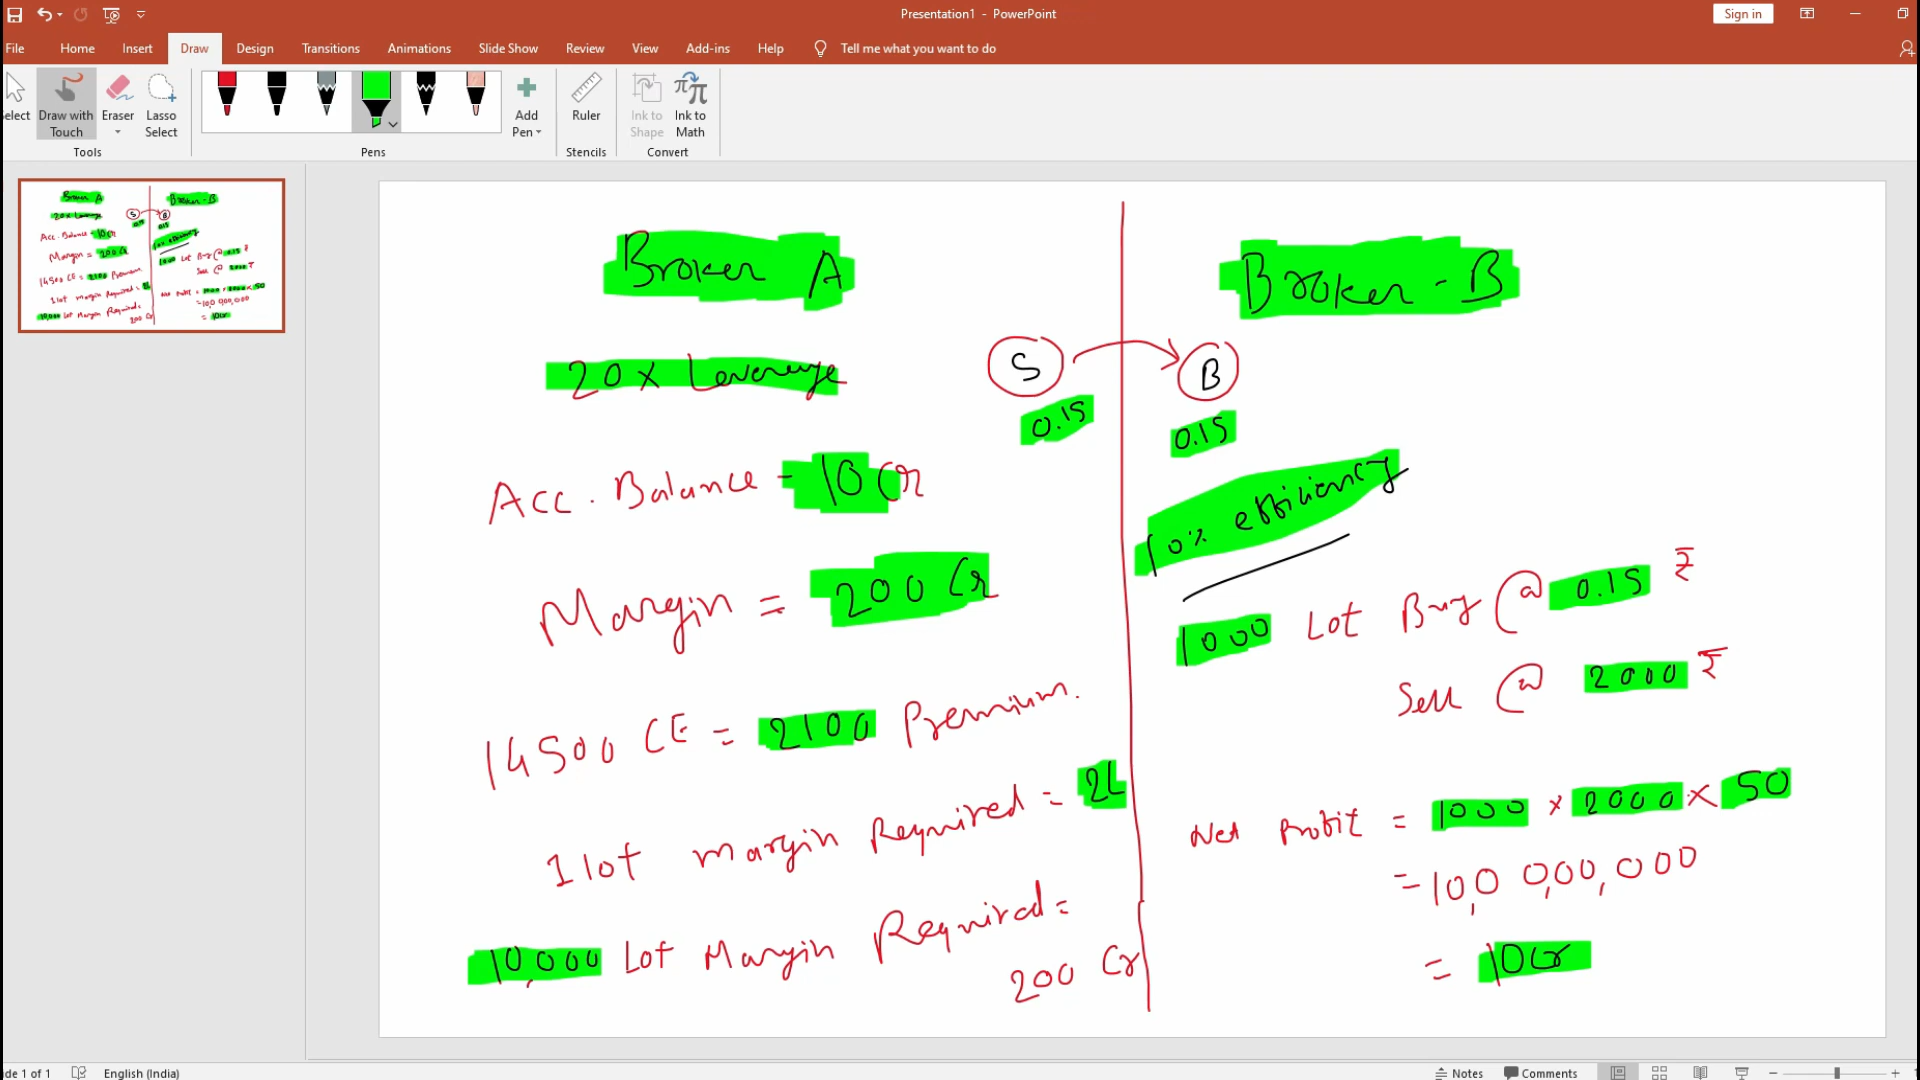 Presentation1 - PowerPoint
Sign in
File Home Insert Draw Design Transitions Animations Slide Show Review View Add-ins Help Tell me what you want to do
Draw with Touch
Eraser
Lasso Select
Add Pen
Ruler
Ink to Shape
Ink to Math
Tools
Pens
Stencils
Convert
Broker A
20 x Leverage
Acc. Balance - 10 Cr
Margin = 200 Cr
14500 CE = 2100 Premium.
1 lot margin Required = 2L
10,000 Lot Margin Required =
200 Cr
S
0.15
Broker - B
B
0.15
10% efficiency
1000 Lot Buy @ 0.15 ₹
Sell @ 2000 ₹
Net Profit = 1000 × 2000 × 50
= 10,0 0,00,000
= 10cr
English (India)
Notes
Comments